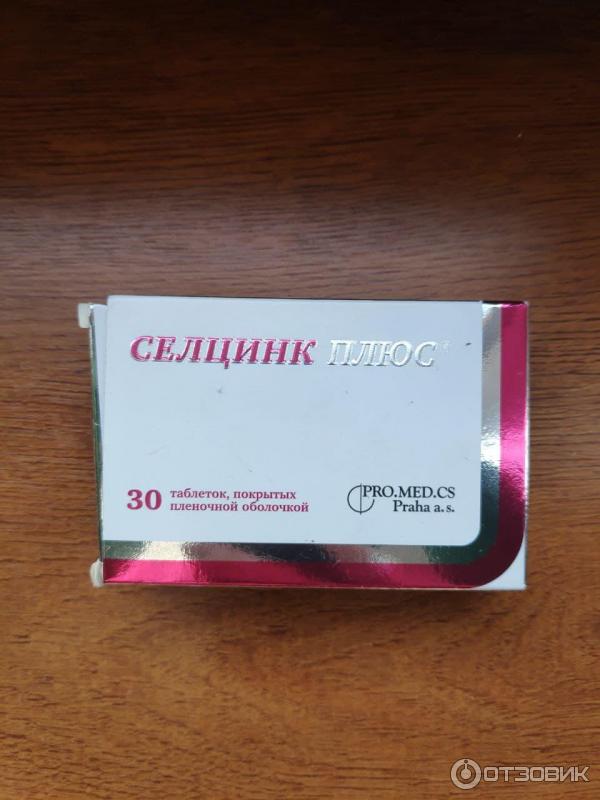 СЕЛЦИНК ПЛЮС®
30 таблеток, покрытых
пленочной оболочкой
PRO.MED.CS
Praha a. s.
ОТЗОВИК